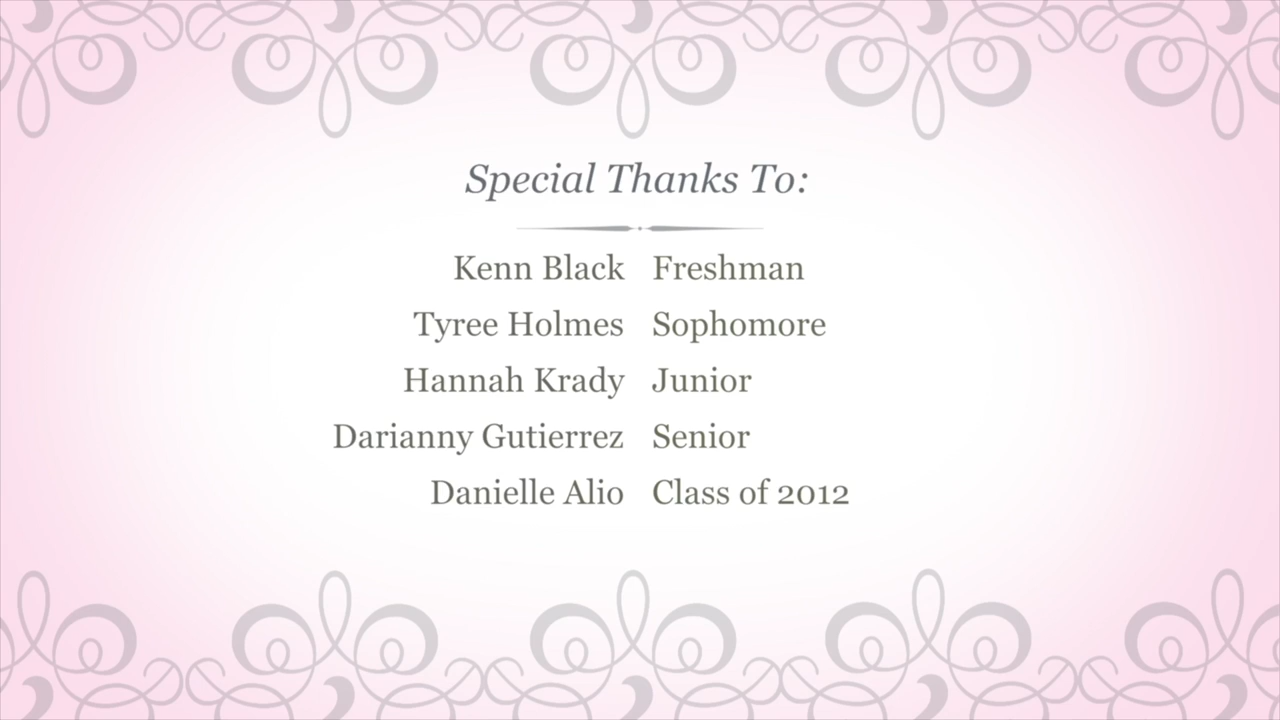 Special Thanks To:
Kenn Black Freshman
Tyree Holmes Sophomore
Hannah Krady Junior
Darianny Gutierrez Senior
Danielle Alio Class of 2012